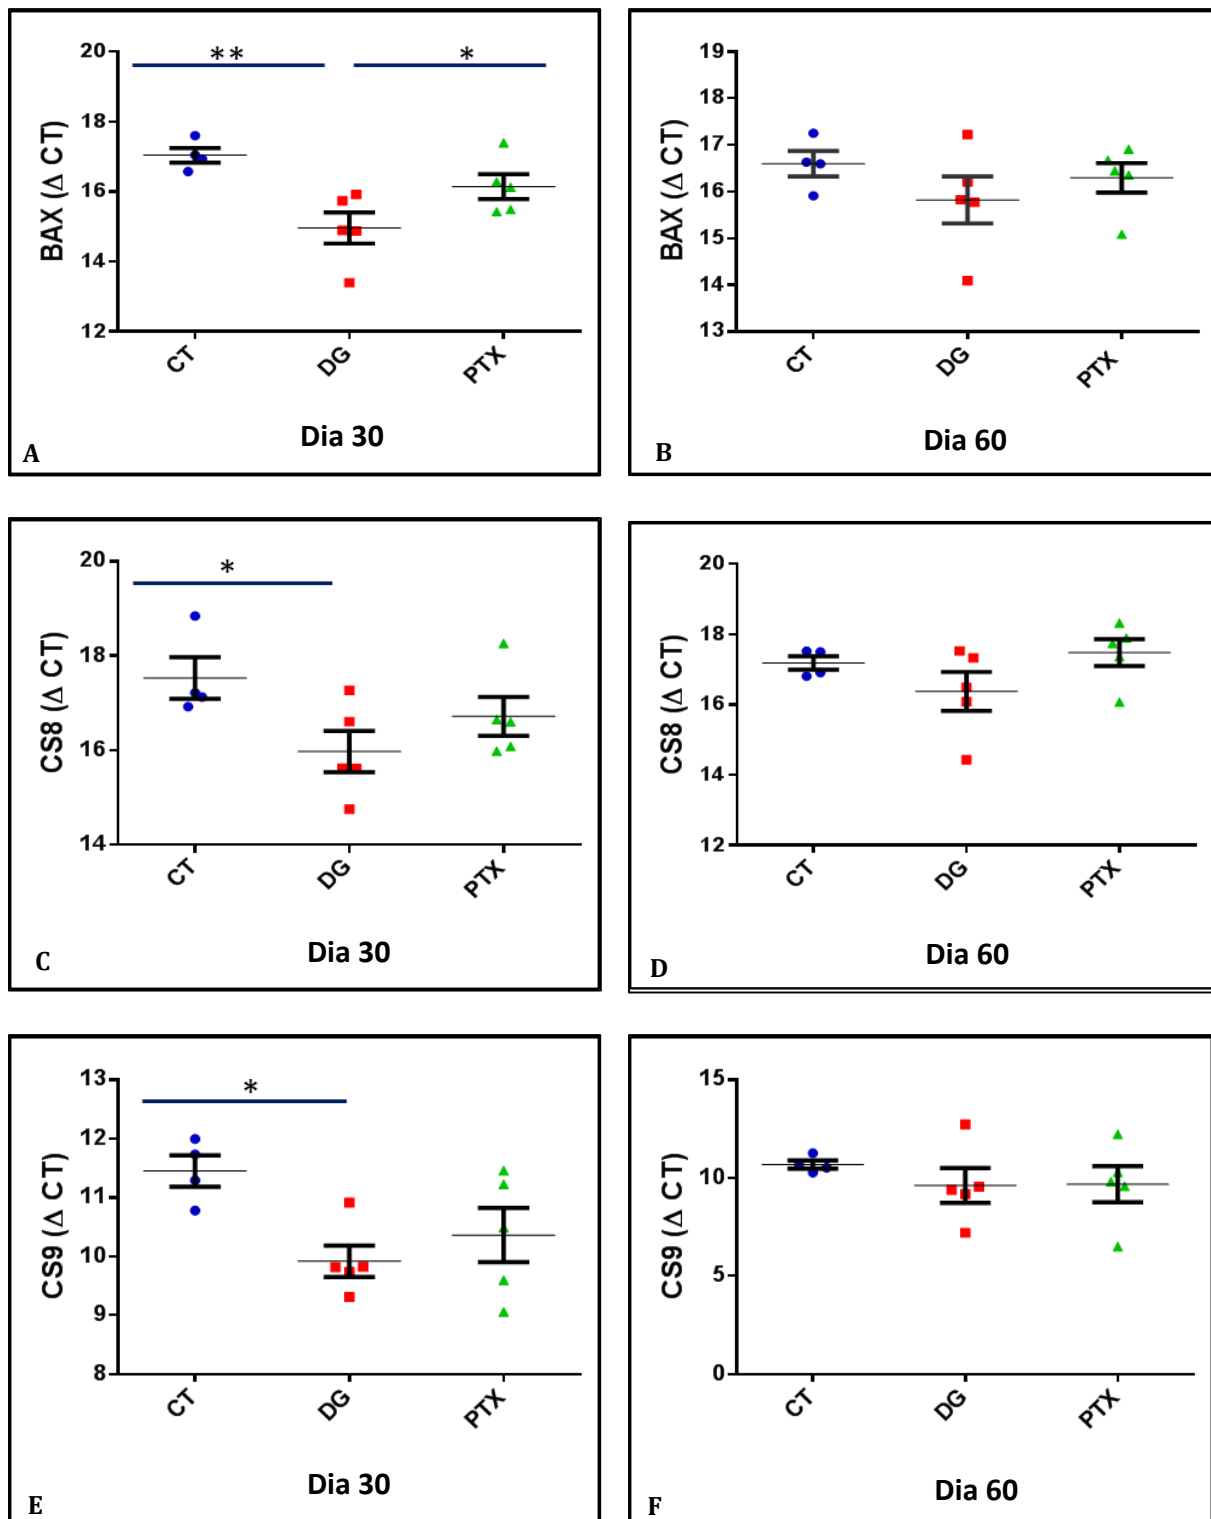 ** *
20
18
16
14
12
BAX (Δ CT)
CT DG PTX
Dia 30
A
19
18
17
16
15
14
13
BAX (Δ CT)
CT DG PTX
Dia 60
B
*
20
18
16
14
CS8 (Δ CT)
CT DG PTX
Dia 30
C
20
18
16
14
12
CS8 (Δ CT)
CT DG PTX
Dia 60
D
*
13
12
11
10
9
8
CS9 (Δ CT)
CT DG PTX
Dia 30
E
15
10
5
0
CS9 (Δ CT)
CT DG PTX
Dia 60
F